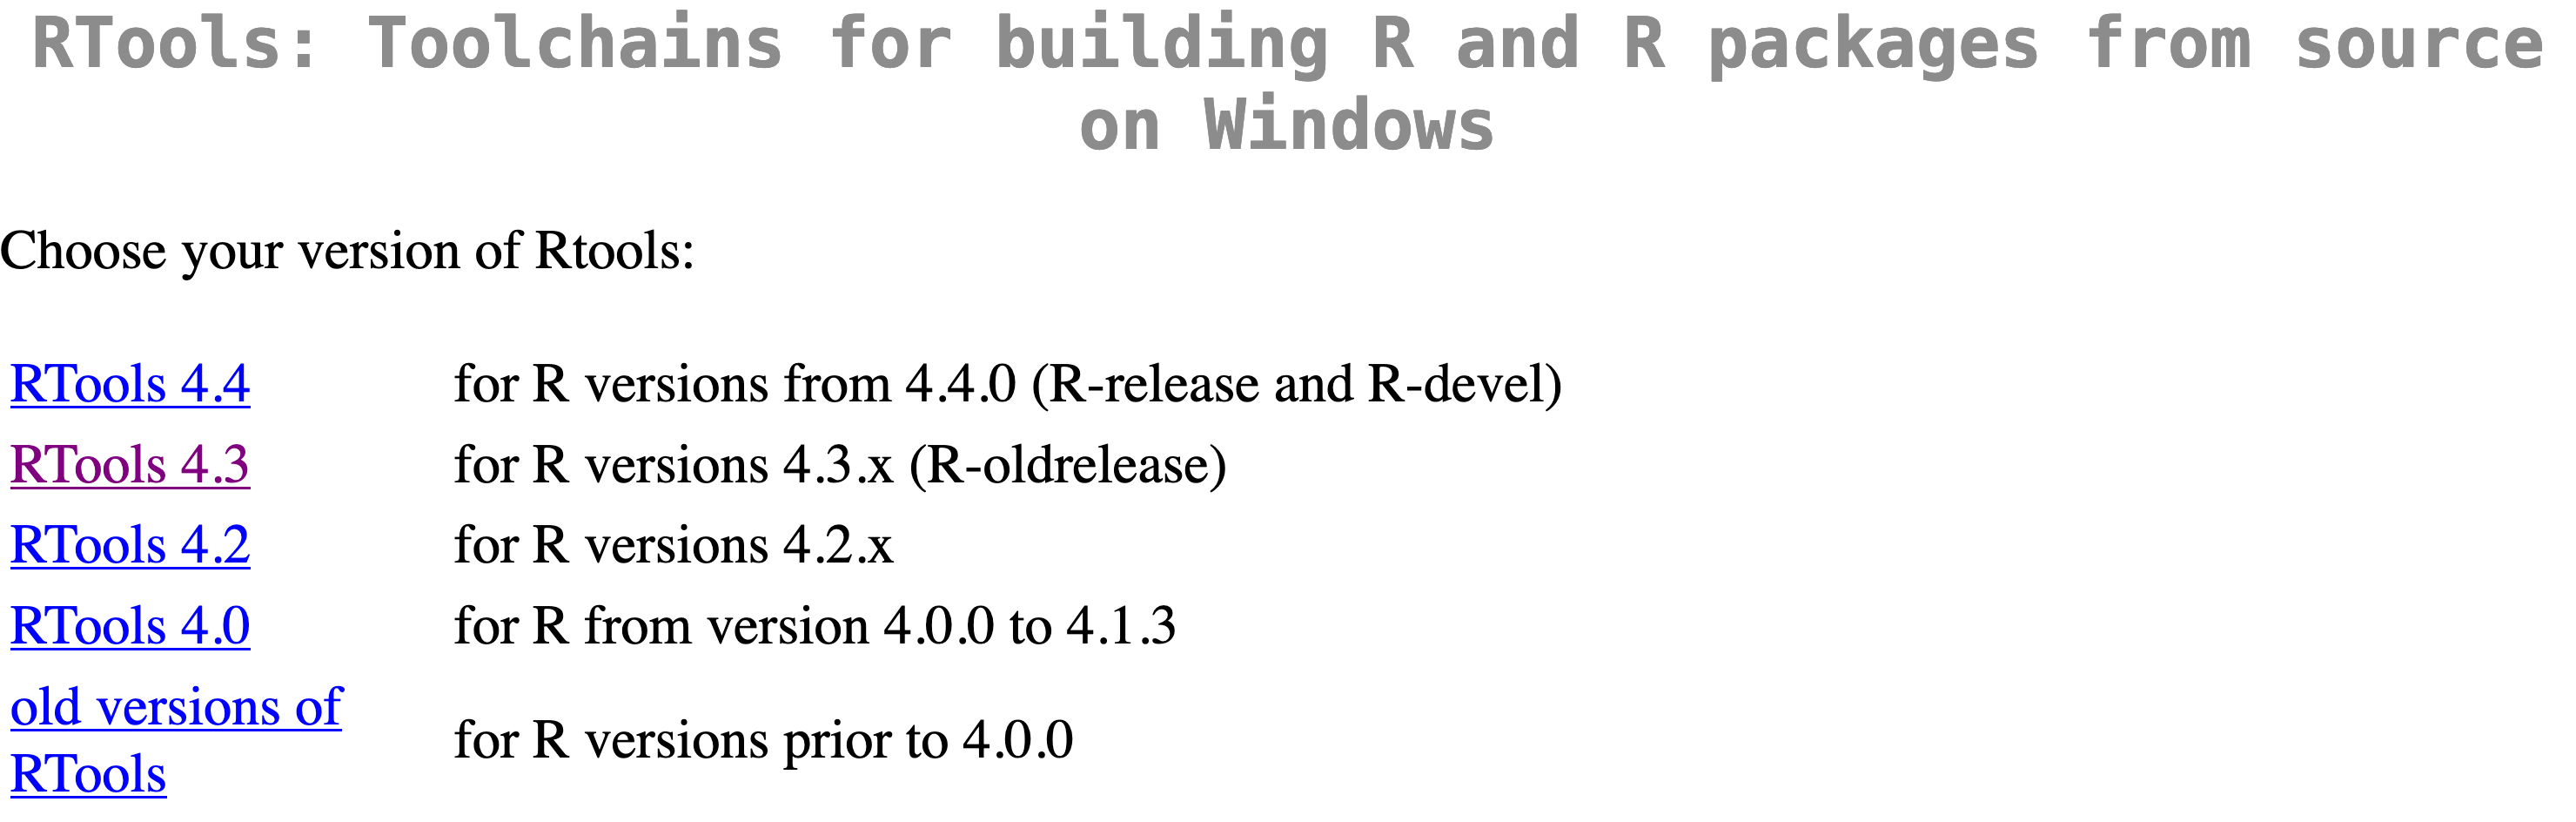 RTools: Toolchains for building R and R packages from source
on Windows
Choose your version of Rtools:
RTools 4.4 for R versions from 4.4.0 (R-release and R-devel)
RTools 4.3 for R versions 4.3.x (R-oldrelease)
RTools 4.2 for R versions 4.2.x
RTools 4.0 for R from version 4.0.0 to 4.1.3
old versions of
RTools
for R versions prior to 4.0.0